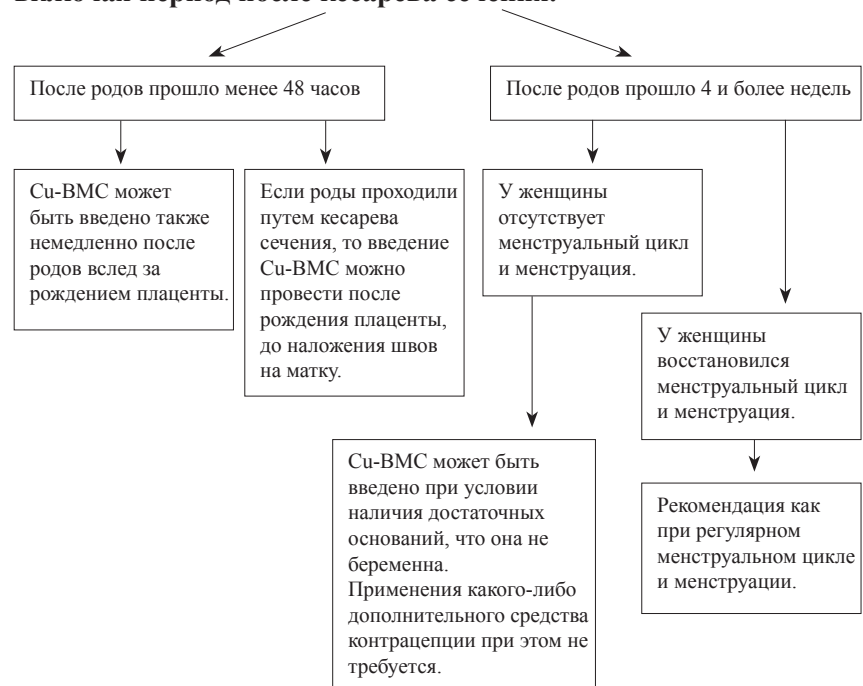 После родов прошло менее 48 часов
После родов прошло 4 и более недель
Cu-ВМС может
быть введено также
немедленно после
родов вслед за
рождением плаценты.
Если роды проходили
путем кесарева
сечения, то введение
Cu-ВМС можно
провести после
рождения плаценты,
до наложения швов
на матку.
У женщины
отсутствует
менструальный цикл
и менструация.
Cu-ВМС может быть
введено при условии
наличия достаточных
оснований, что она не
беременна.
Применения какого-либо
дополнительного средства
контрацепции при этом не
требуется.
У женщины
восстановился
менструальный цикл
и менструация.
Рекомендация как
при регулярном
менструальном цикле
и менструации.